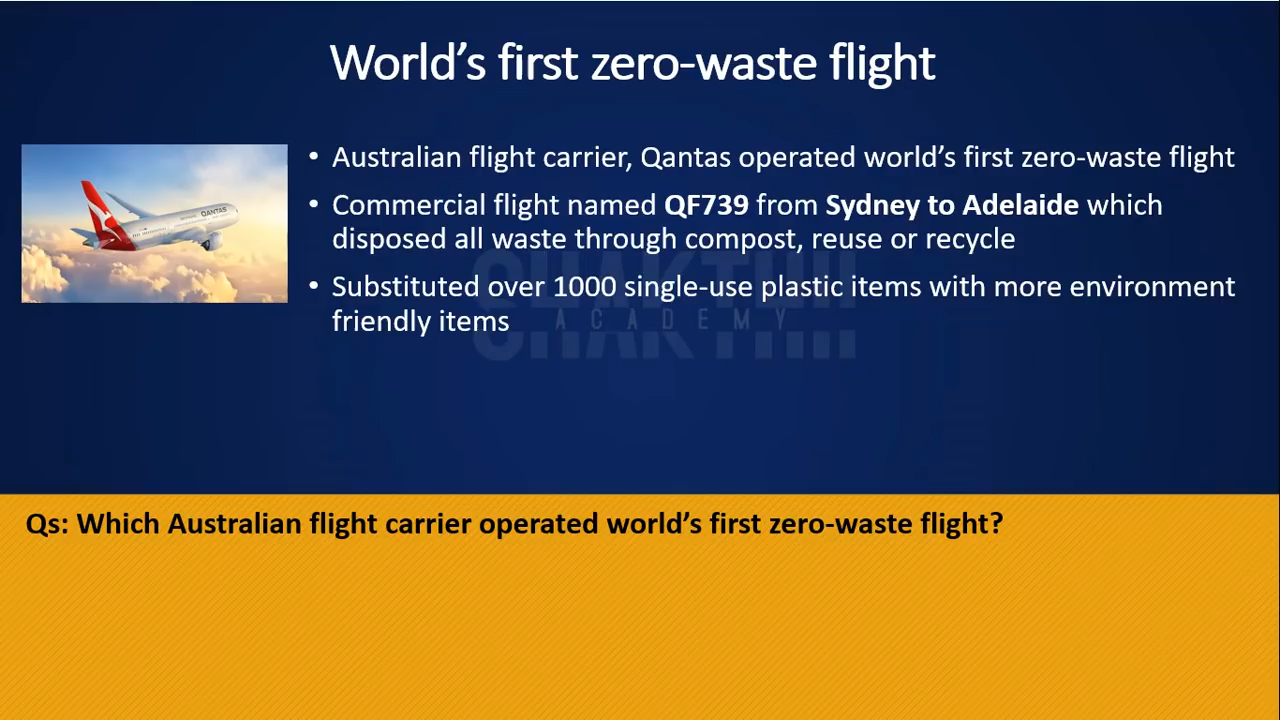 World's first zero-waste flight
• Australian flight carrier, Qantas operated world's first zero-waste flight
• Commercial flight named QF739 from Sydney to Adelaide which
disposed all waste through compost, reuse or recycle
• Substituted over 1000 single-use plastic items with more environment
friendly items
QANTAS
ACADEMY
Qs: Which Australian flight carrier operated world's first zero-waste flight?